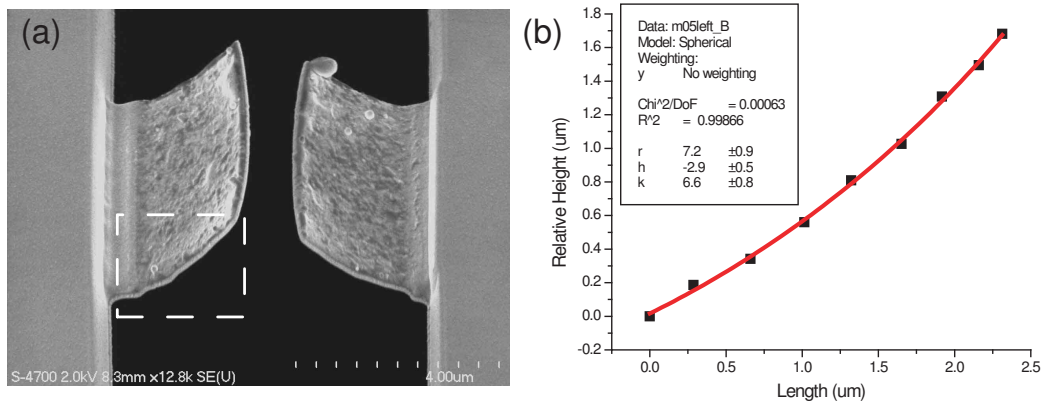 (a)
S-4700 2.0kV 8.3mm x12.8k SE(U)
4.00um
(b)
Data: m05left_B
Model: Spherical
Weighting:
y No weighting
Chi^2/DoF = 0.00063
R^2 = 0.99866
r 7.2 ±0.9
h -2.9 ±0.5
k 6.6 ±0.8
Relative Height (um)
1.8
1.6
1.4
1.2
1.0
0.8
0.6
0.4
0.2
0.0
-0.2
0.0 0.5 1.0 1.5 2.0 2.5
Length (um)